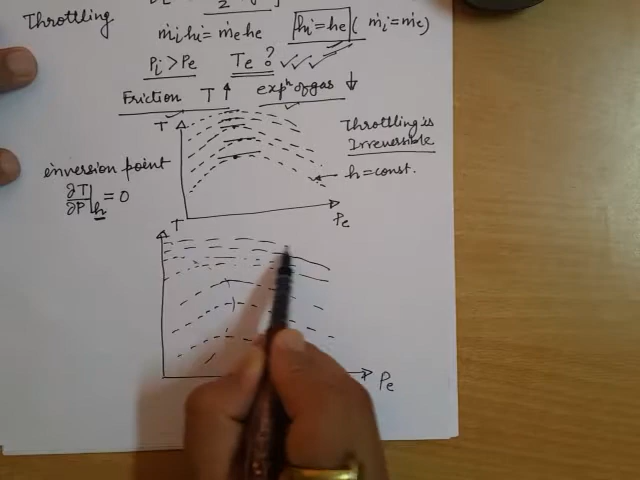 Throttling
2
ṁihi = ṁehe
hi = he
(ṁi = ṁe)
Pi > Pe
Te ?
Friction T ↑
expⁿ of gas ↓
T
Throttling is
Irreversible
inversion point
∂T/∂P|h = 0
h = const.
Pe
T
Pe